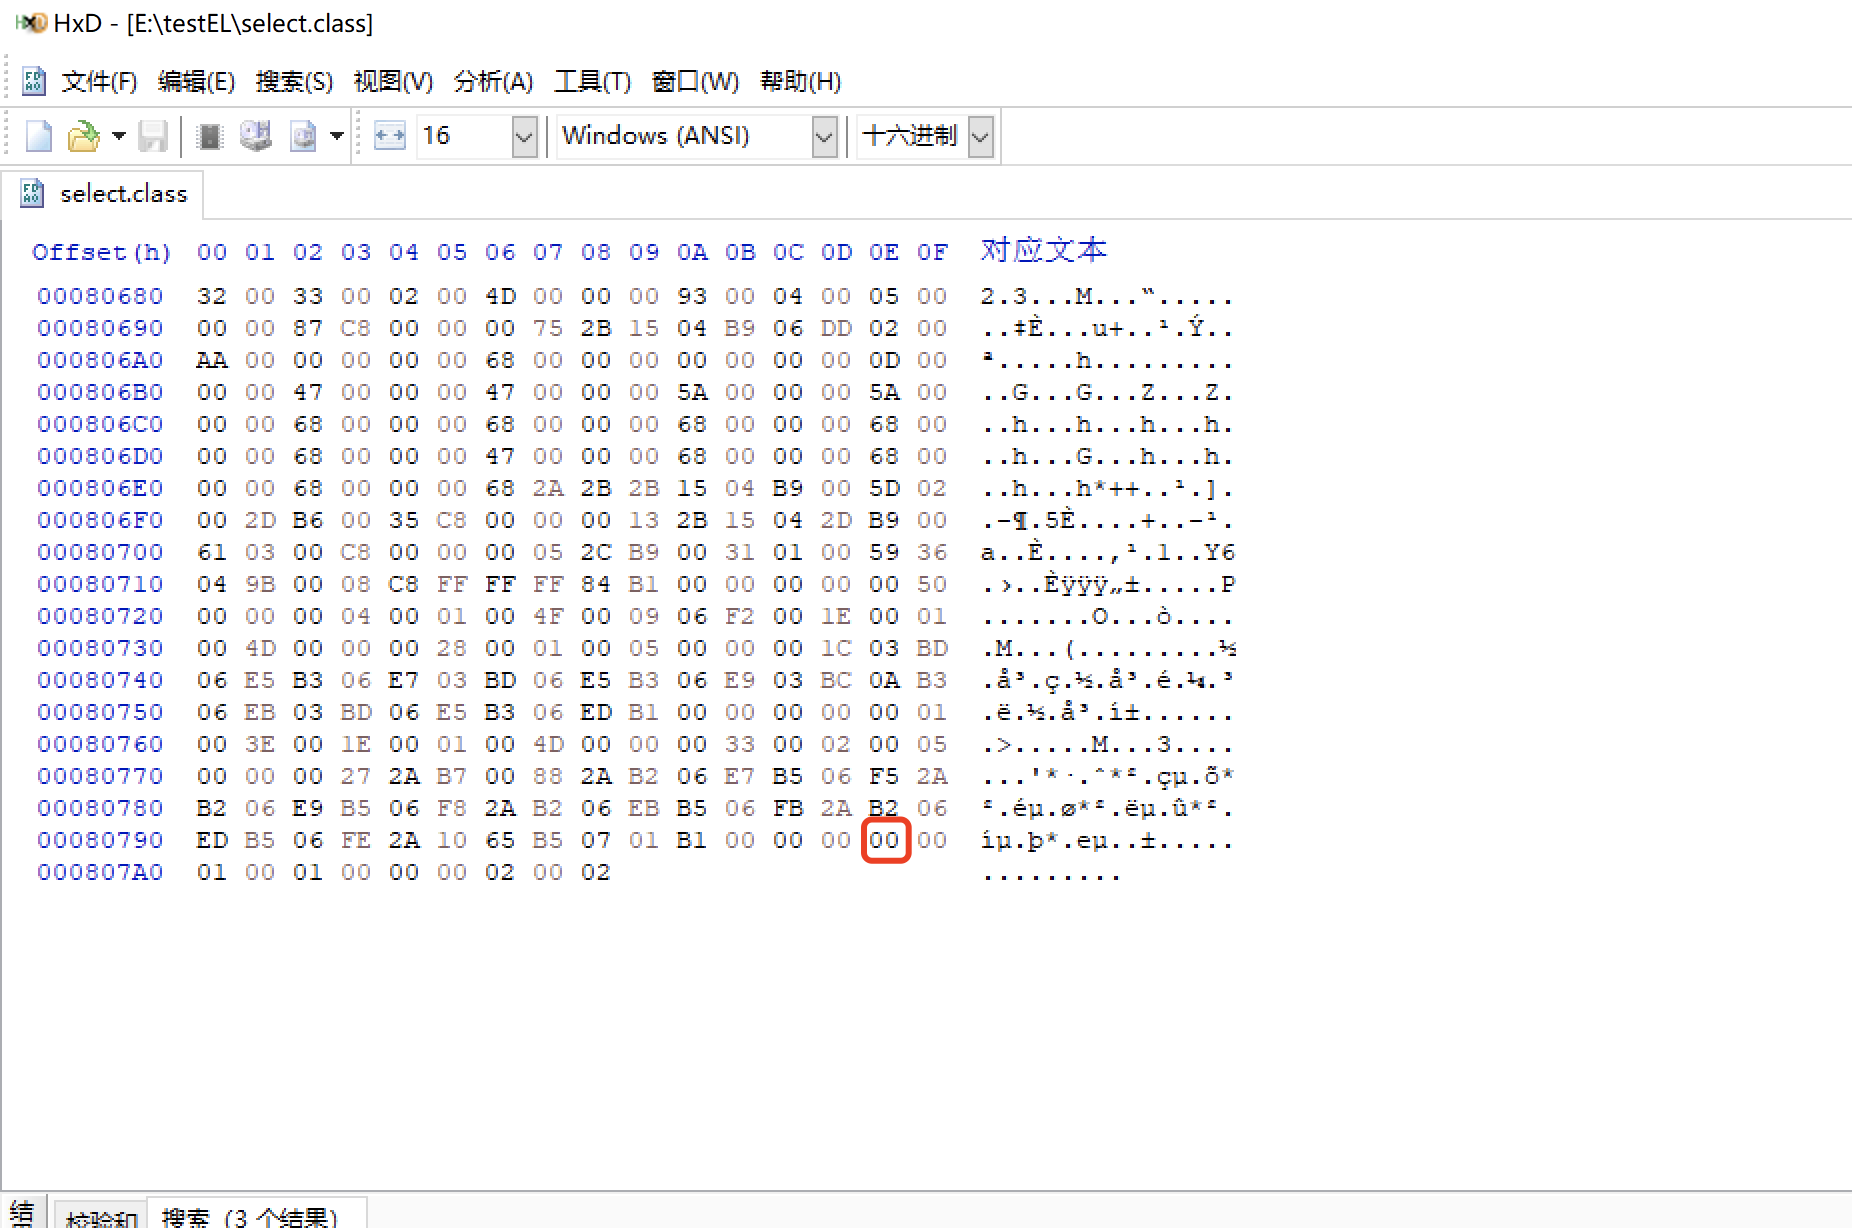 HxD - [E:\testEL\select.class]
文件(F) 编辑(E) 搜索(S) 视图(V) 分析(A) 工具(T) 窗口(W) 帮助(H)
16 Windows (ANSI) 十六进制
select.class
Offset(h) 00 01 02 03 04 05 06 07 08 09 0A 0B 0C 0D 0E 0F 对应文本
00080680 32 00 33 00 02 00 4D 00 00 00 93 00 04 00 05 00 2.3...M...“.....
00080690 00 00 87 C8 00 00 00 75 2B 15 04 B9 06 DD 02 00 ..‡È...u+..¹.Ý..
000806A0 AA 00 00 00 00 00 68 00 00 00 00 00 00 00 0D 00 ª.....h.........
000806B0 00 00 47 00 00 00 47 00 00 00 5A 00 00 00 5A 00 ..G...G...Z...Z.
000806C0 00 00 68 00 00 00 68 00 00 00 68 00 00 00 68 00 ..h...h...h...h.
000806D0 00 00 68 00 00 00 47 00 00 00 68 00 00 00 68 00 ..h...G...h...h.
000806E0 00 00 68 00 00 00 68 2A 2B 2B 15 04 B9 00 5D 02 ..h...h*++..¹.].
000806F0 00 2D B6 00 35 C8 00 00 00 13 2B 15 04 2D B9 00 .-¶.5È....+..-¹.
00080700 61 03 00 C8 00 00 00 05 2C B9 00 31 01 00 59 36 a..È....,¹.1..Y6
00080710 04 9B 00 08 C8 FF FF FF 84 B1 00 00 00 00 00 50 .›..Èÿÿÿ„±.....P
00080720 00 00 00 04 00 01 00 4F 00 09 06 F2 00 1E 00 01 .......O...ò....
00080730 00 4D 00 00 00 28 00 01 00 05 00 00 00 1C 03 BD .M...(.........½
00080740 06 E5 B3 06 E7 03 BD 06 E5 B3 06 E9 03 BC 0A B3 .å³.ç.½.å³.é.¼.³
00080750 06 EB 03 BD 06 E5 B3 06 ED B1 00 00 00 00 00 01 .ë.½.å³.í±......
00080760 00 3E 00 1E 00 01 00 4D 00 00 00 33 00 02 00 05 .>.....M...3....
00080770 00 00 00 27 2A B7 00 88 2A B2 06 E7 B5 06 F5 2A ...'*·.ˆ*².çµ.õ*
00080780 B2 06 E9 B5 06 F8 2A B2 06 EB B5 06 FB 2A B2 06 ².éµ.ø*².ëµ.û*².
00080790 ED B5 06 FE 2A 10 65 B5 07 01 B1 00 00 00 00 00 íµ.þ*.eµ..±.....
000807A0 01 00 01 00 00 00 02 00 02 .........
结 校验和 搜索 (3 个结果)